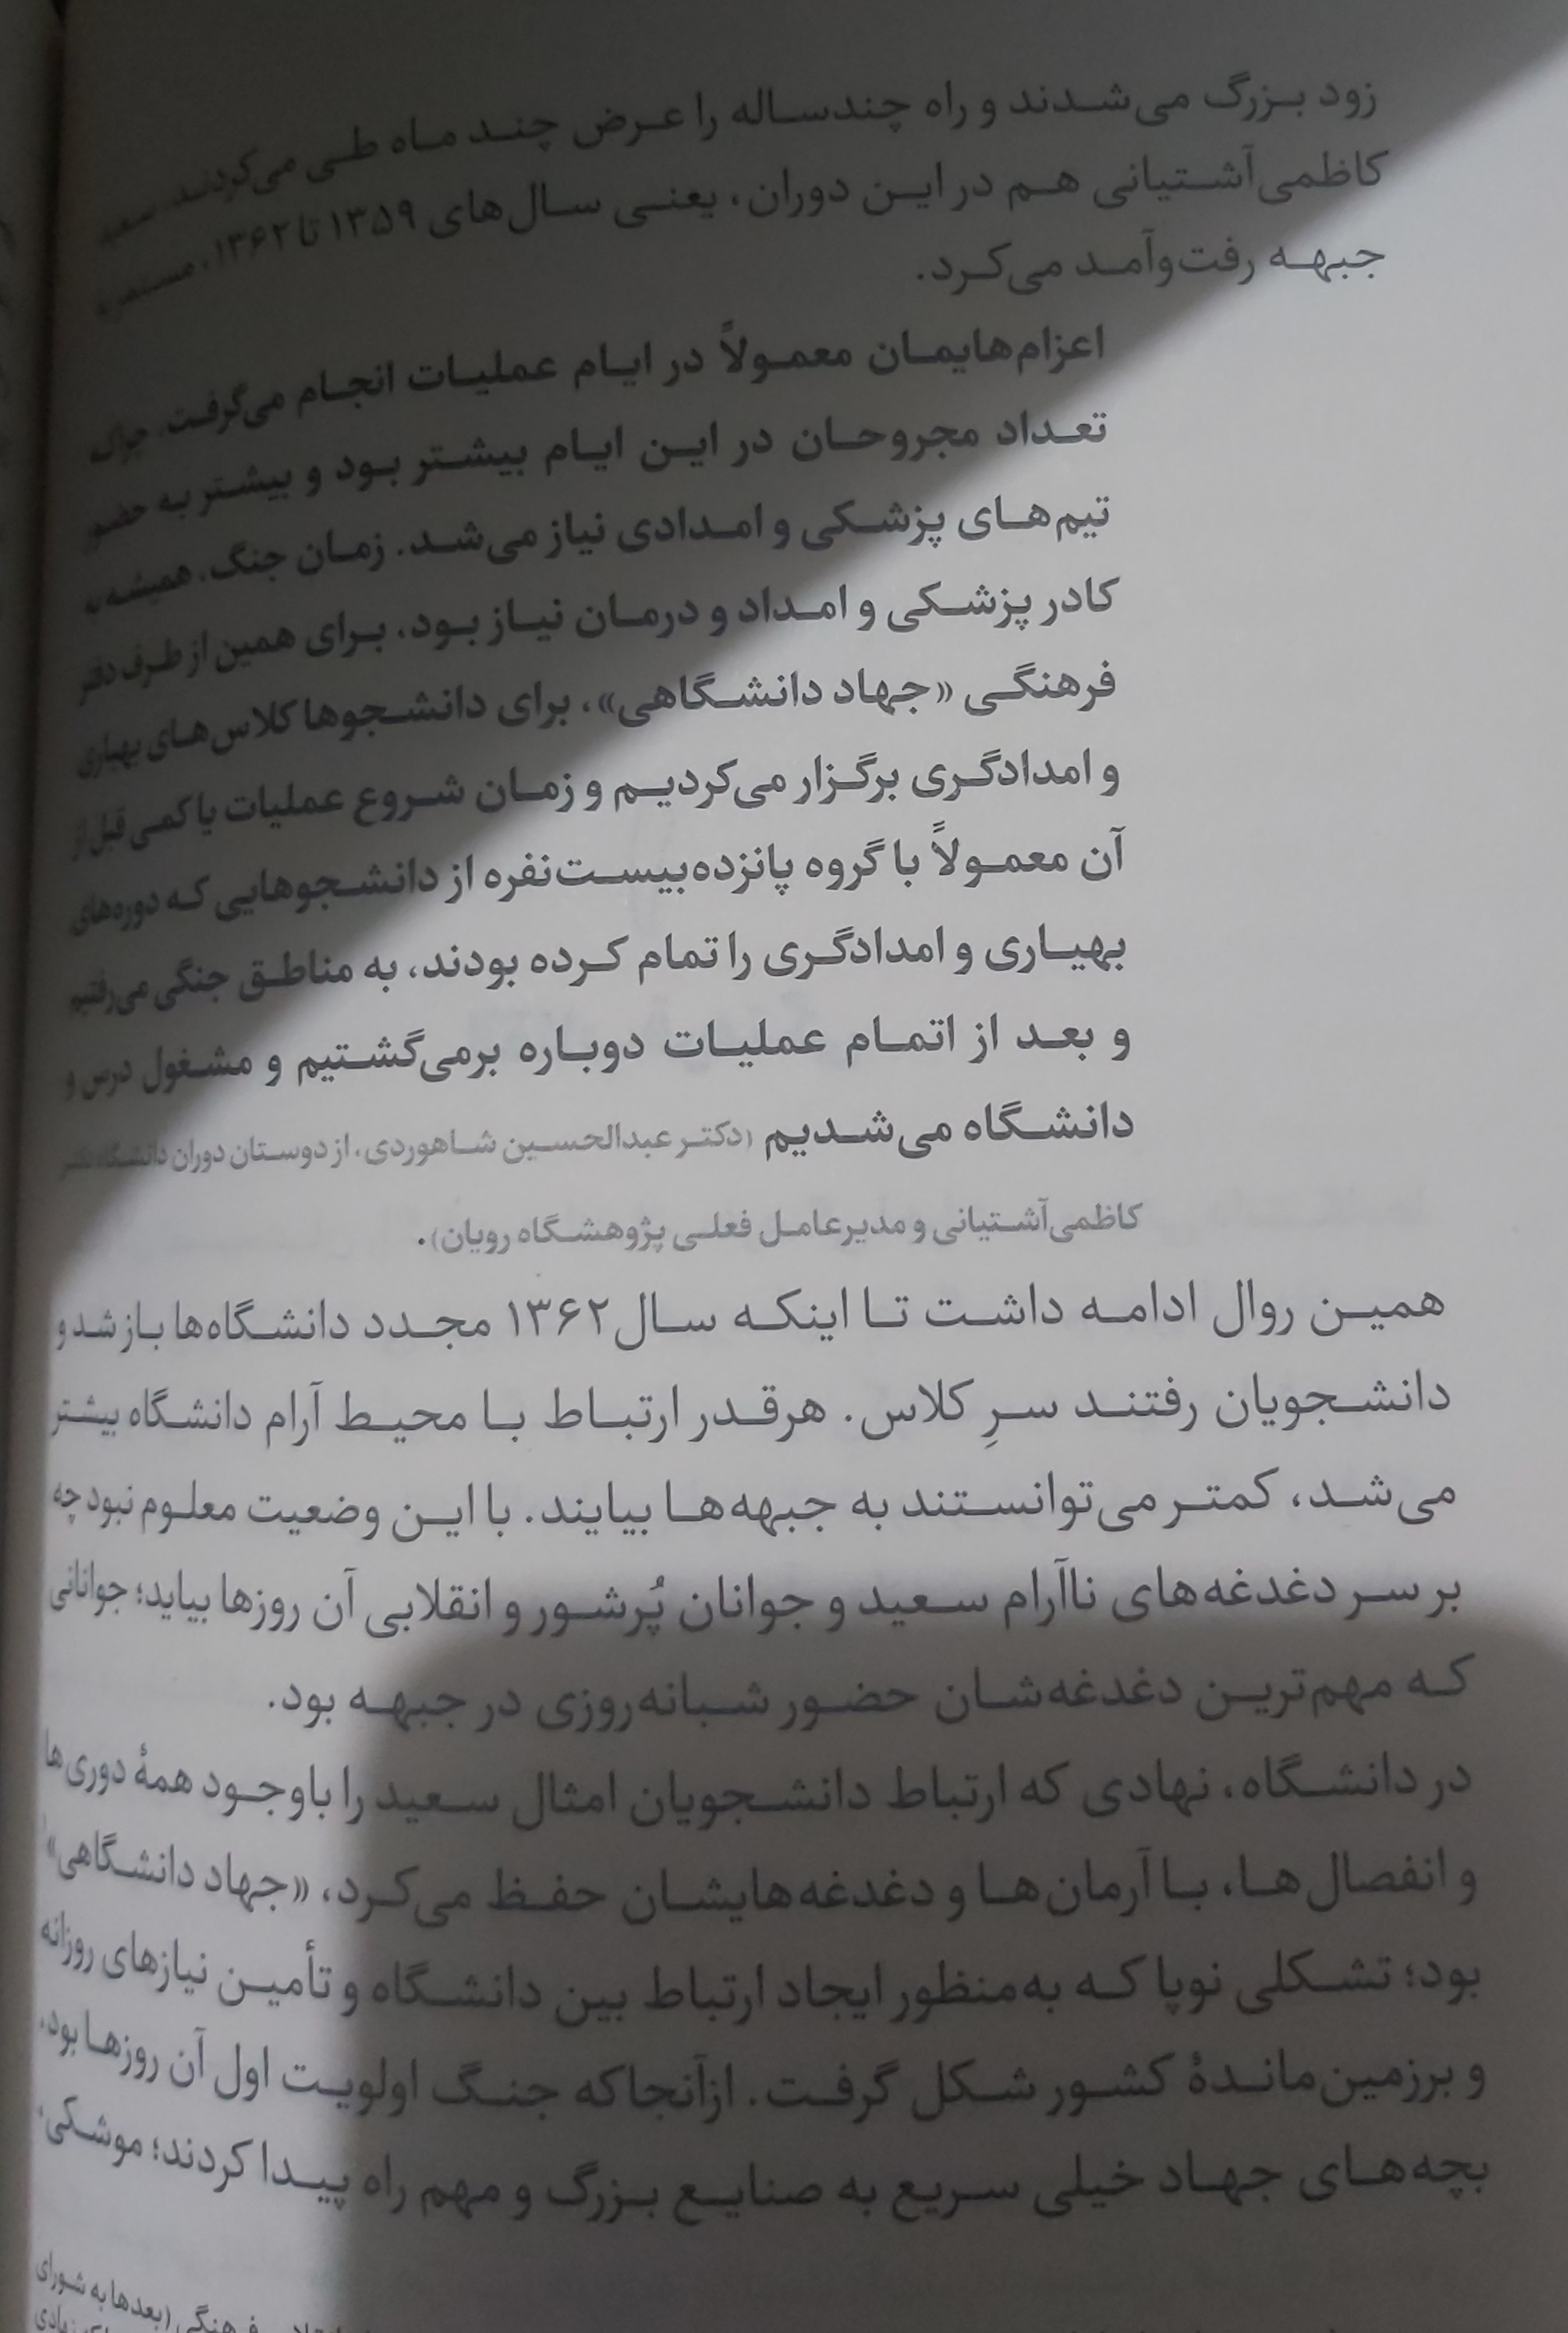 زود بزرگ می‌شدند و راه چندساله را عرض چند ماه طی می‌کردند. سعید
کاظمی‌آشتیانی هم در این دوران، یعنی سال‌های ۱۳۵۹ تا ۱۳۶۲، مستمر به
جبهه رفت‌وآمد می‌کرد.
اعزام‌هایمان معمولاً در ایام عملیات انجام می‌گرفت. چراکه
تعداد مجروحان در این ایام بیشتر بود و بیشتر به حضور
تیم‌های پزشکی و امدادی نیاز می‌شد. زمان جنگ، همیشه به
کادر پزشکی و امداد و درمان نیاز بود، برای همین از طرف دفتر
فرهنگی «جهاد دانشگاهی»، برای دانشجوها کلاس‌های بهیاری
و امدادگری برگزار می‌کردیم و زمان شروع عملیات یا کمی قبل از
آن معمولاً با گروه پانزده‌بیست‌نفره از دانشجوهایی که دوره‌های
بهیاری و امدادگری را تمام کرده بودند، به مناطق جنگی می‌رفتیم
و بعد از اتمام عملیات دوباره برمی‌گشتیم و مشغول درس و
دانشگاه می‌شدیم (دکتر عبدالحسین شاهوردی، از دوستان دوران دانشگاه دکتر
کاظمی‌آشتیانی و مدیرعامل فعلی پژوهشگاه رویان).
همین روال ادامه داشت تا اینکه سال ۱۳۶۲ مجدد دانشگاه‌ها باز شد و
دانشجویان رفتند سرِ کلاس. هرقدر ارتباط با محیط آرام دانشگاه بیشتر
می‌شد، کمتر می‌توانستند به جبهه‌ها بیایند. با این وضعیت معلوم نبود چه
بر سر دغدغه‌های ناآرام سعید و جوانان پُرشور و انقلابی آن روزها بیاید؛ جوانانی
که مهم‌ترین دغدغه‌شان حضور شبانه‌روزی در جبهه بود.
در دانشگاه، نهادی که ارتباط دانشجویان امثال سعید را باوجود همهٔ دوری‌ها
و انفصال‌ها، با آرمان‌ها و دغدغه‌هایشان حفظ می‌کرد، «جهاد دانشگاهی»
بود؛ تشکلی نوپا که به‌منظور ایجاد ارتباط بین دانشگاه و تأمین نیازهای روزانه
و برزمین‌ماندهٔ کشور شکل گرفت. ازآنجاکه جنگ اولویت اول آن روزها بود،
بچه‌های جهاد خیلی سریع به صنایع بزرگ و مهم راه پیدا کردند؛ موشکی،
فرهنگی (بعدها به شورای
زیادی